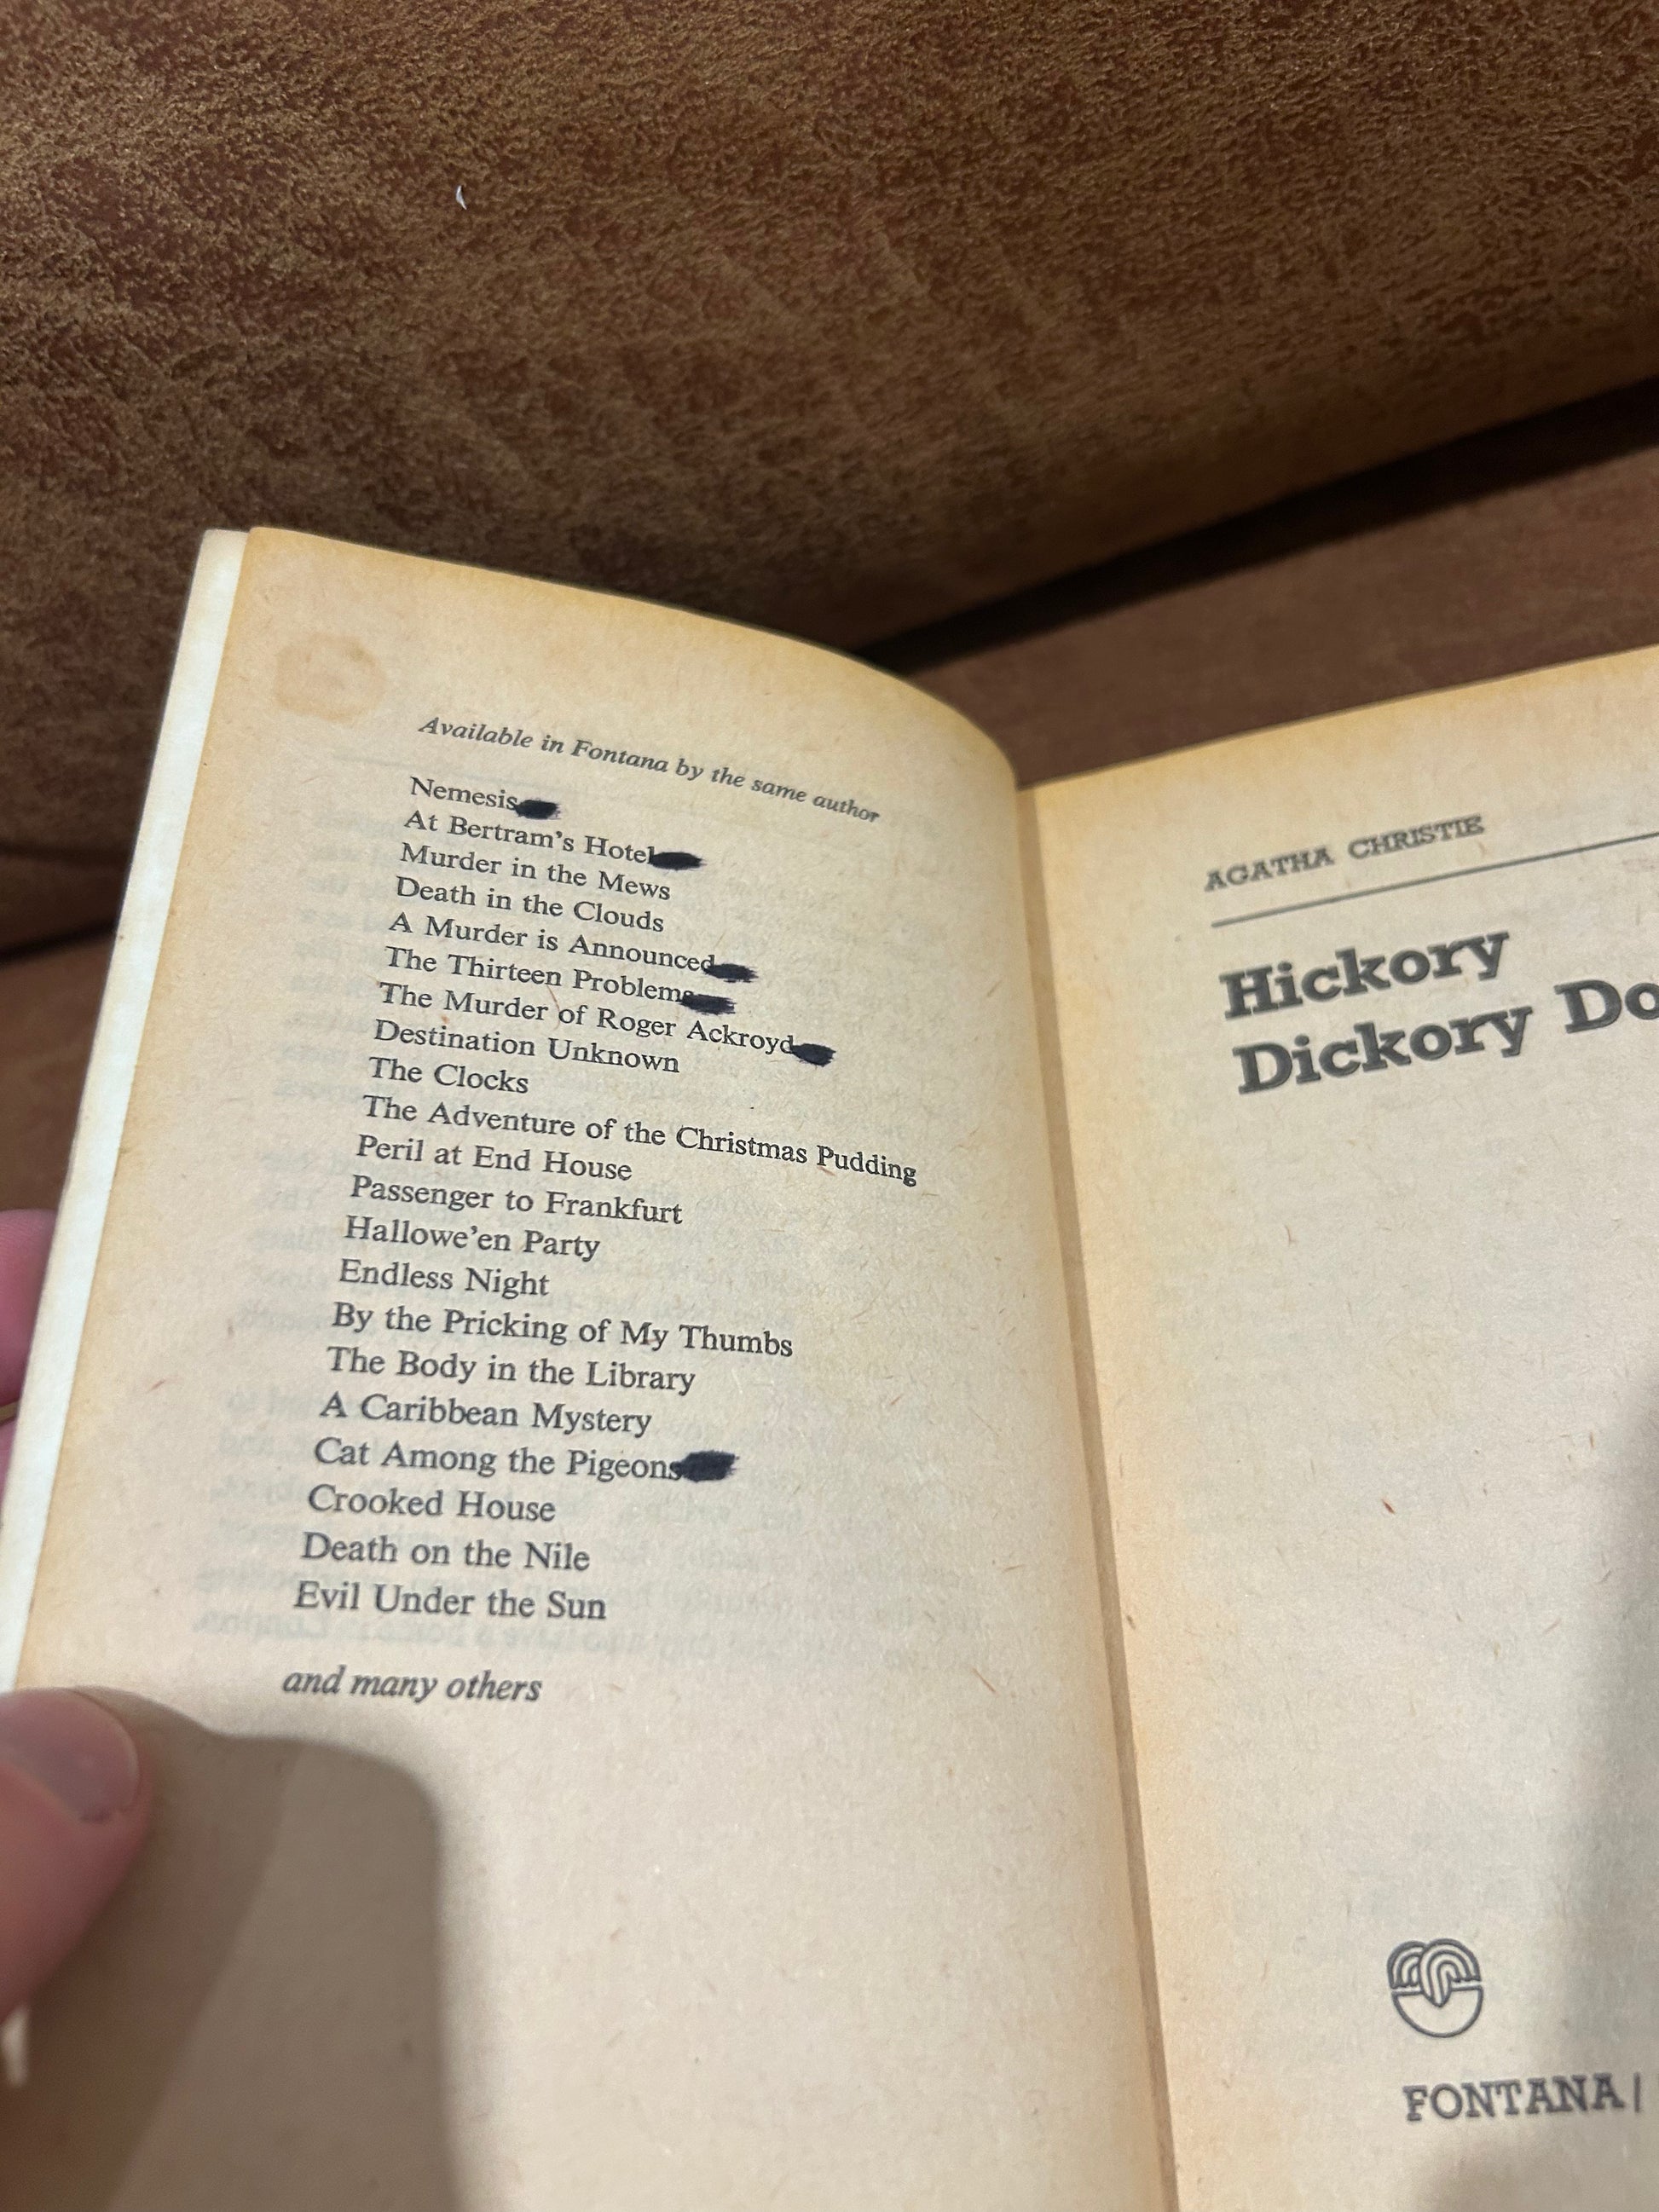 Available in Fontana by the same author
Nemesis
At Bertram's Hotel
Murder in the Mews
Death in the Clouds
A Murder is Announced
The Thirteen Problems
The Murder of Roger Ackroyd
Destination Unknown
The Clocks
The Adventure of the Christmas Pudding
Peril at End House
Passenger to Frankfurt
Hallowe'en Party
Endless Night
By the Pricking of My Thumbs
The Body in the Library
A Caribbean Mystery
Cat Among the Pigeons
Crooked House
Death on the Nile
Evil Under the Sun
and many others
AGATHA CHRISTIE
Hickory
Dickory Do
FONTANA/